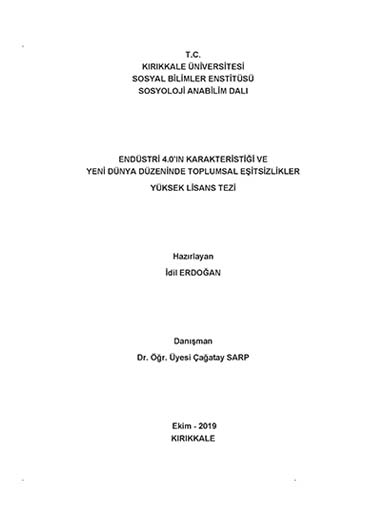 T.C.
KIRIKKALE ÜNİVERSİTESİ
SOSYAL BİLİMLER ENSTİTÜSÜ
SOSYOLOJİ ANABİLİM DALI
ENDÜSTRİ 4.0'IN KARAKTERİSTİĞİ VE
YENİ DÜNYA DÜZENİNDE TOPLUMSAL EŞİTSİZLİKLER
YÜKSEK LİSANS TEZİ
Hazırlayan
İdil ERDOĞAN
Danışman
Dr. Öğr. Üyesi Çağatay SARP
Ekim - 2019
KIRIKKALE